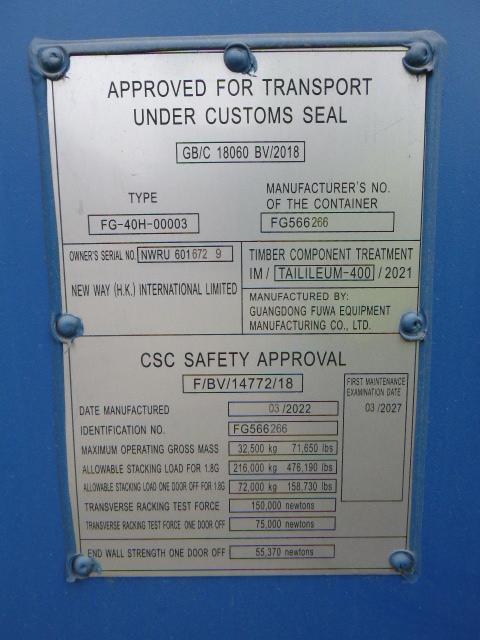 APPROVED FOR TRANSPORT
UNDER CUSTOMS SEAL
GB/C 18060 BV/2018
TYPE
FG-40H-00003
MANUFACTURER'S NO.
OF THE CONTAINER
FG566266
OWNER'S SERIAL NO. NWRU 601672 9
NEW WAY (H.K.) INTERNATIONAL LIMITED
TIMBER COMPONENT TREATMENT
IM / TAILILEUM-400 / 2021
MANUFACTURED BY:
GUANGDONG FUWA EQUIPMENT
MANUFACTURING CO., LTD.
CSC SAFETY APPROVAL
F/BV/14772/18
FIRST MAINTENANCE
EXAMINATION DATE
03 /2027
DATE MANUFACTURED 03 /2022
IDENTIFICATION NO. FG566266
MAXIMUM OPERATING GROSS MASS 32,500 kg 71,650 lbs
ALLOWABLE STACKING LOAD FOR 1.8G 216,000 kg 476,190 lbs
ALLOWABLE STACKING LOAD ONE DOOR OFF FOR 1.8G 72,000 kg 158,730 lbs
TRANSVERSE RACKING TEST FORCE 150,000 newtons
TRANSVERSE RACKING TEST FORCE ONE DOOR OFF 75,000 newtons
END WALL STRENGTH ONE DOOR OFF 55,370 newtons